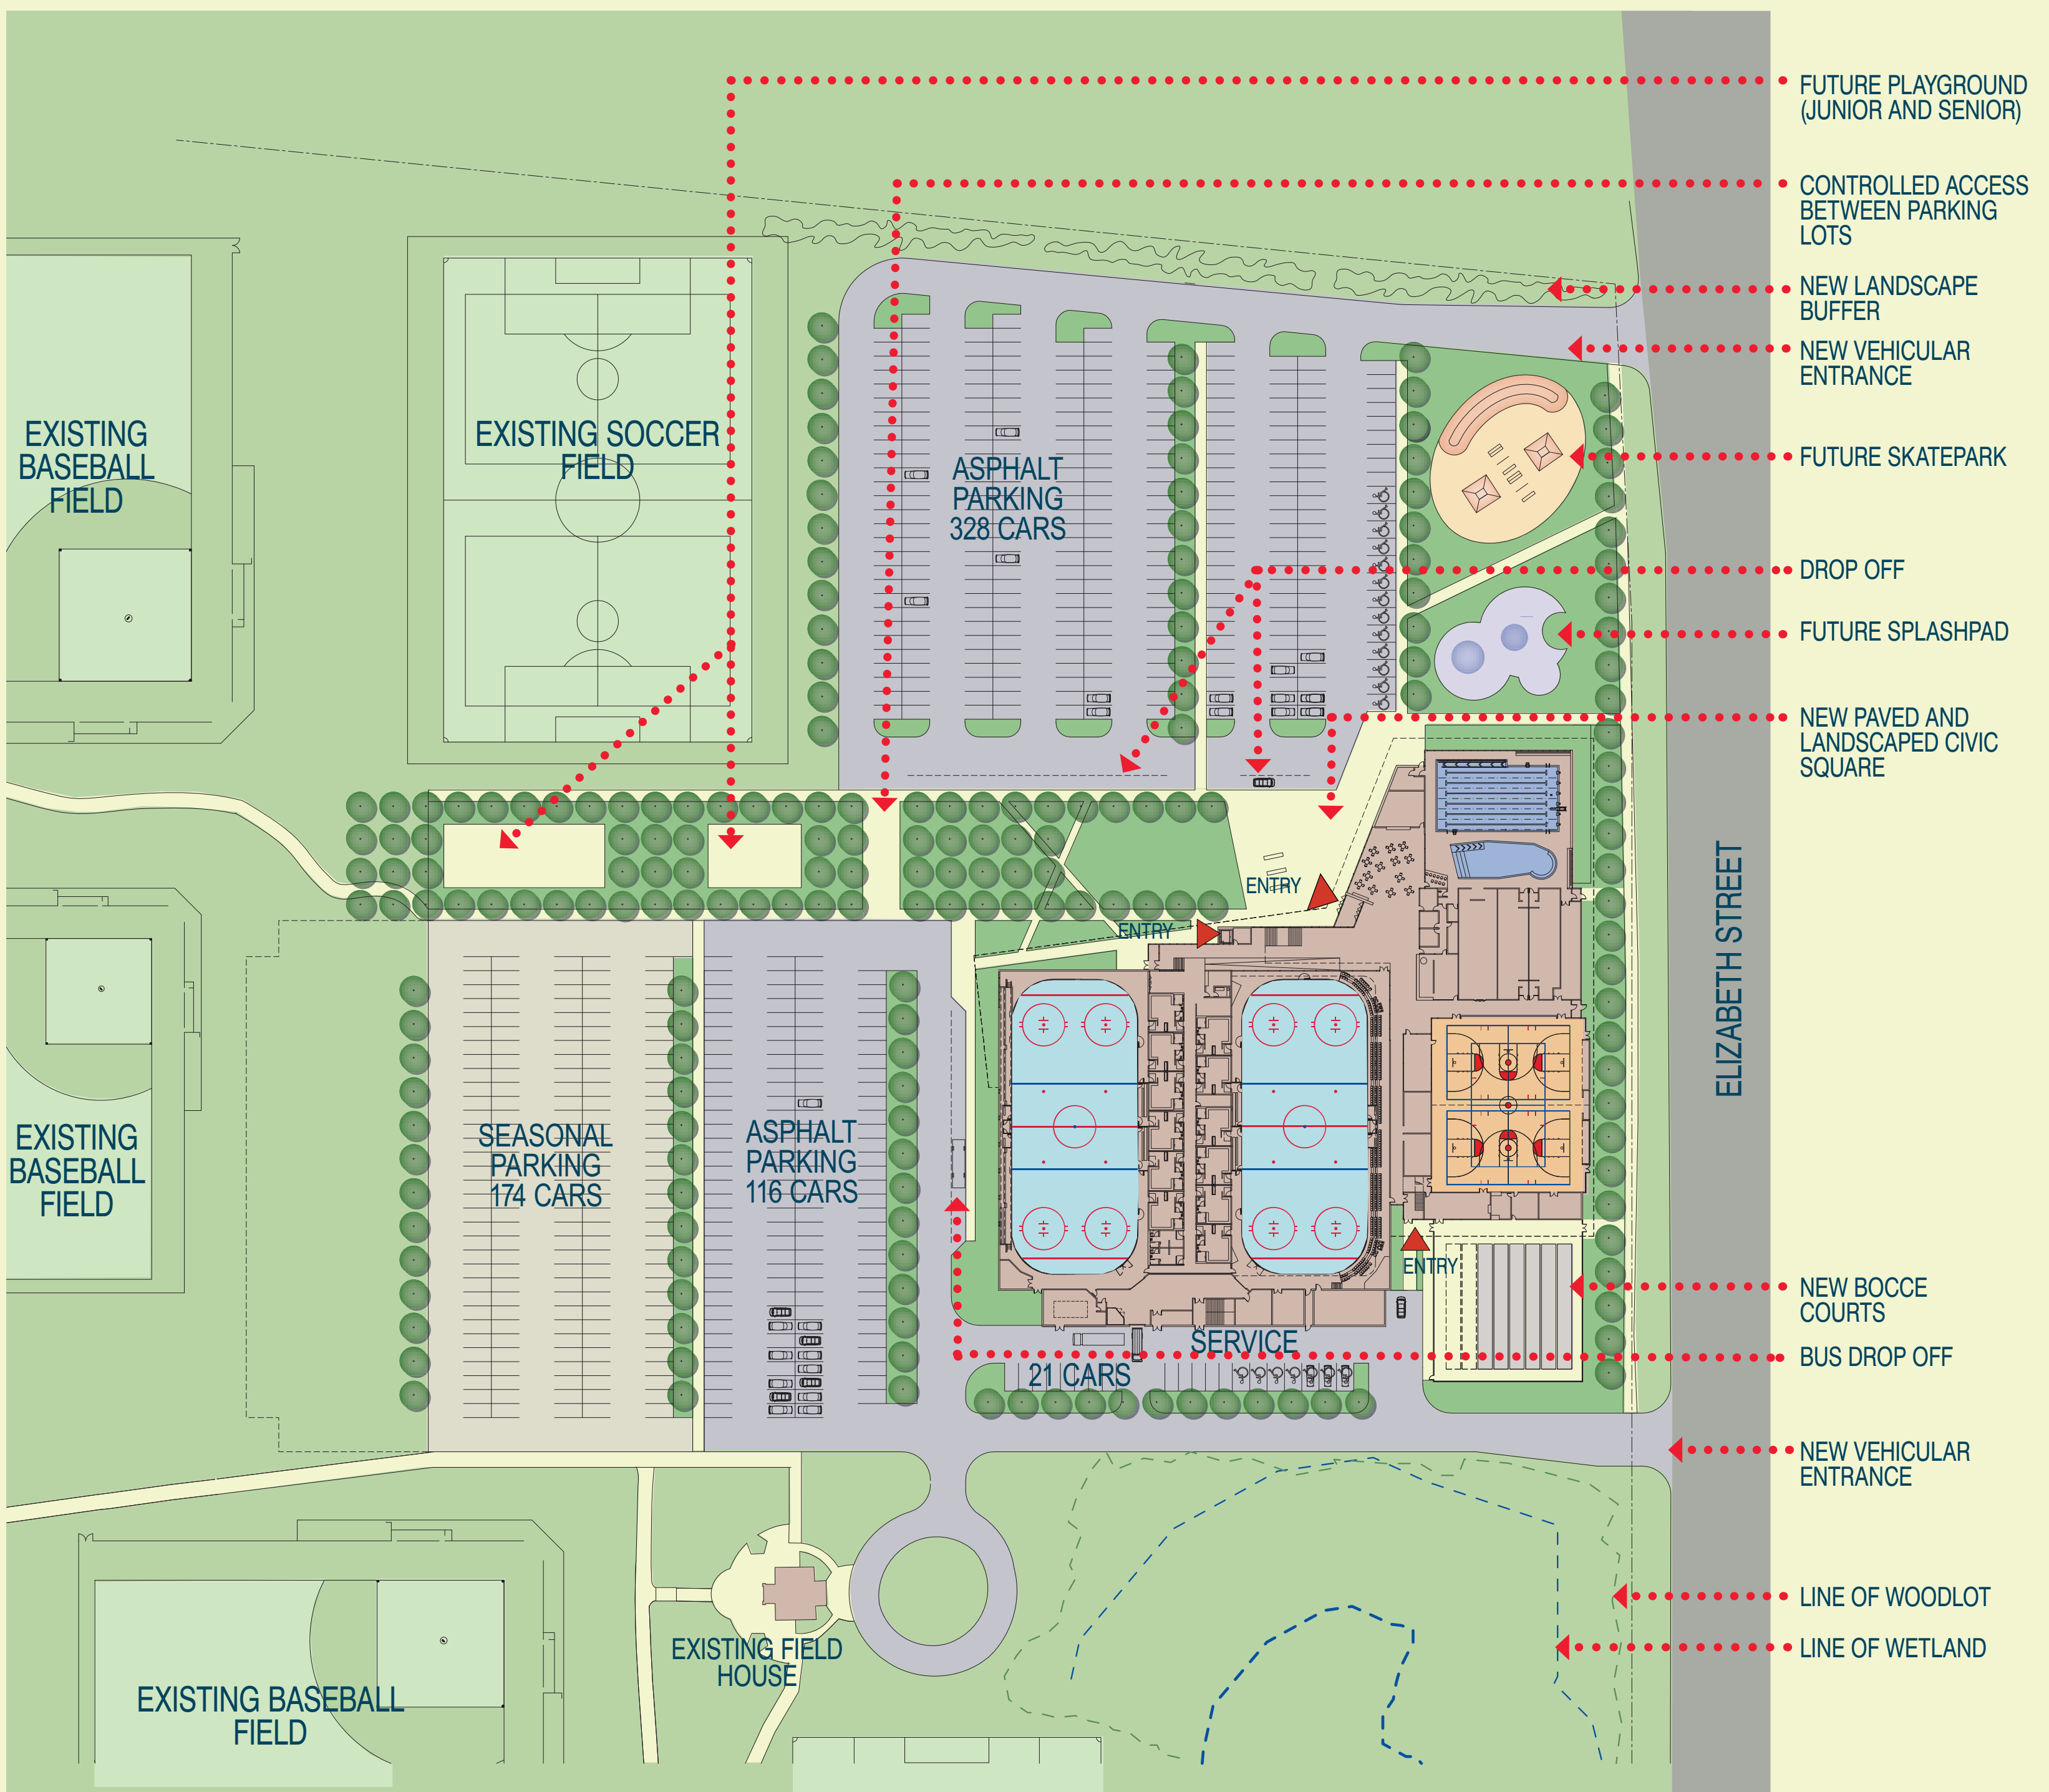 FUTURE PLAYGROUND
(JUNIOR AND SENIOR)
CONTROLLED ACCESS
BETWEEN PARKING
LOTS
NEW LANDSCAPE
BUFFER
NEW VEHICULAR
ENTRANCE
FUTURE SKATEPARK
DROP OFF
FUTURE SPLASHPAD
NEW PAVED AND
LANDSCAPED CIVIC
SQUARE
NEW BOCCE
COURTS
BUS DROP OFF
NEW VEHICULAR
ENTRANCE
LINE OF WOODLOT
LINE OF WETLAND
ELIZABETH STREET
EXISTING
BASEBALL
FIELD
EXISTING SOCCER
FIELD
ASPHALT
PARKING
328 CARS
ENTRY
ENTRY
EXISTING
BASEBALL
FIELD
SEASONAL
PARKING
174 CARS
ASPHALT
PARKING
116 CARS
ENTRY
SERVICE
21 CARS
EXISTING FIELD
HOUSE
EXISTING BASEBALL
FIELD